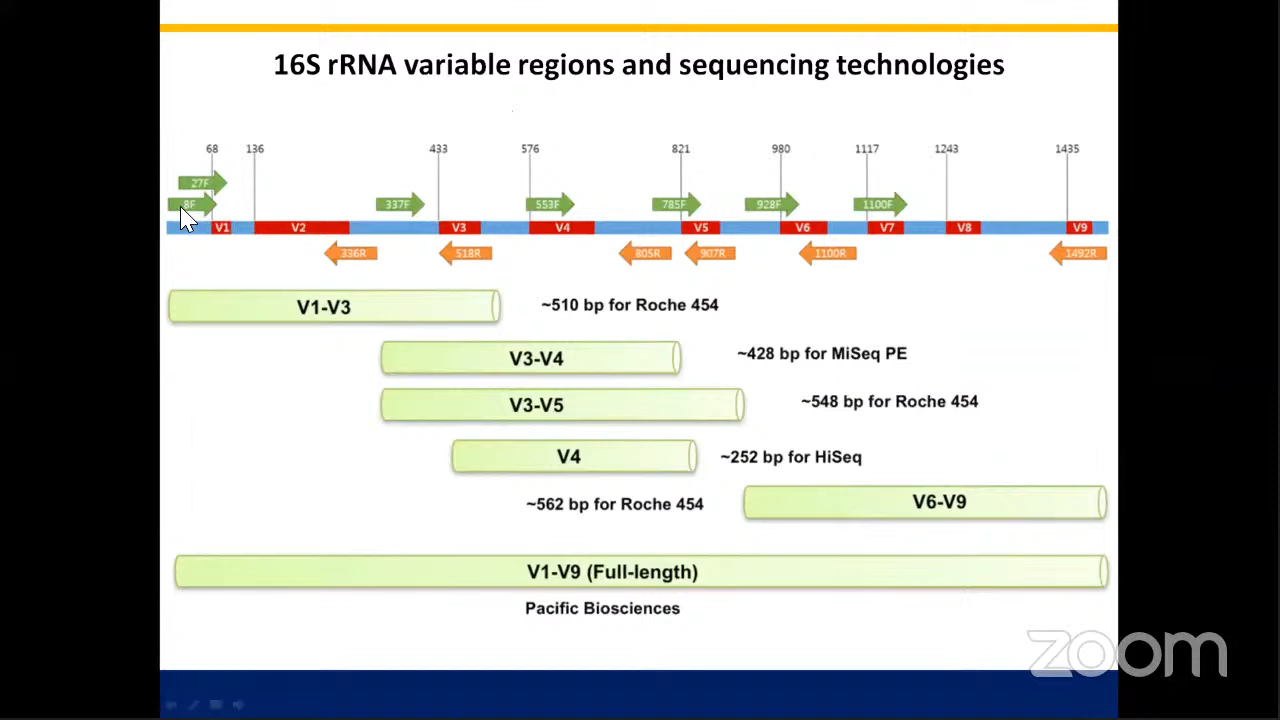 16S rRNA variable regions and sequencing technologies
68 136 433 576 821 980 1117 1243 1435
27F
8F 337F 553F 785F 928F 1100F
V1 V2 V3 V4 V5 V6 V7 V8 V9
336R 518R 805R 907R 1100R 1492R
V1-V3 ~510 bp for Roche 454
V3-V4 ~428 bp for MiSeq PE
V3-V5 ~548 bp for Roche 454
V4 ~252 bp for HiSeq
~562 bp for Roche 454 V6-V9
V1-V9 (Full-length)
Pacific Biosciences
zoom